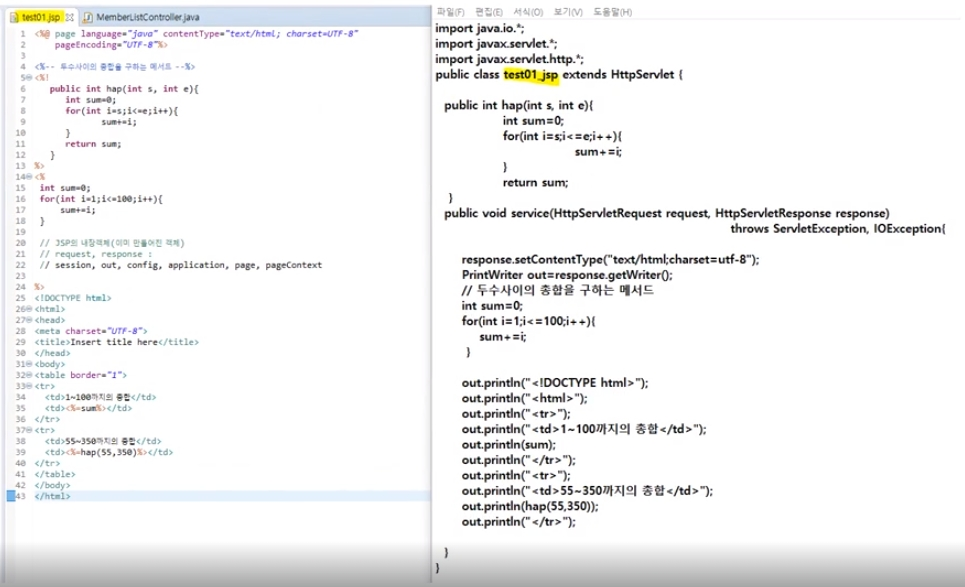 test01.jsp
MemberListController.java
1 <%@ page language="java" contentType="text/html; charset=UTF-8"
2     pageEncoding="UTF-8"%>
3
4 <%-- 두수사이의 총합을 구하는 메서드 --%>
5 <%!
6    public int hap(int s, int e){
7       int sum=0;
8       for(int i=s;i<=e;i++){
9             sum+=i;
10       }
11       return sum;
12    }
13 %>
14 <%
15  int sum=0;
16  for(int i=1;i<=100;i++){
17      sum+=i;
18  }
19
20  // JSP의 내장객체(이미 만들어진 객체)
21  // request, response :
22  // session, out, config, application, page, pageContext
23
24 %>
25 <!DOCTYPE html>
26 <html>
27 <head>
28 <meta charset="UTF-8">
29 <title>Insert title here</title>
30 </head>
31 <body>
32 <table border="1">
33 <tr>
34   <td>1~100까지의 총합</td>
35   <td><%=sum%></td>
36 </tr>
37 <tr>
38   <td>55~350까지의 총합</td>
39   <td><%=hap(55,350)%></td>
40 </tr>
41 </table>
42 </body>
43 </html>
파일(F) 편집(E) 서식(O) 보기(V) 도움말(H)
import java.io.*;
import javax.servlet.*;
import javax.servlet.http.*;
public class test01_jsp extends HttpServlet {
public int hap(int s, int e){
int sum=0;
for(int i=s;i<=e;i++){
sum+=i;
}
return sum;
}
public void service(HttpServletRequest request, HttpServletResponse response)
throws ServletException, IOException{
response.setContentType("text/html;charset=utf-8");
PrintWriter out=response.getWriter();
// 두수사이의 총합을 구하는 메서드
int sum=0;
for(int i=1;i<=100;i++){
sum+=i;
}
out.println("<!DOCTYPE html>");
out.println("<html>");
out.println("<tr>");
out.println("<td>1~100까지의 총합</td>");
out.println(sum);
out.println("</tr>");
out.println("<tr>");
out.println("<td>55~350까지의 총합</td>");
out.println(hap(55,350));
out.println("</tr>");
}
}